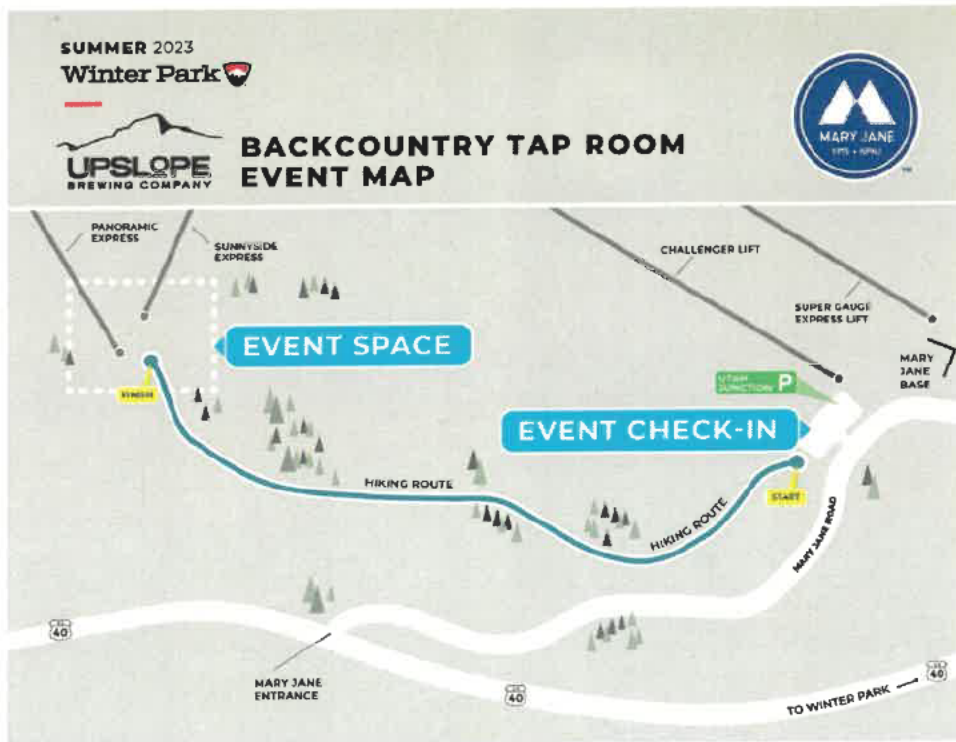 SUMMER 2023
Winter Park
UPSLOPE
BREWING COMPANY
BACKCOUNTRY TAP ROOM
EVENT MAP
MARY JANE
PANORAMIC
EXPRESS
SUNNYSIDE
EXPRESS
CHALLENGER LIFT
SUPER GAUGE
EXPRESS LIFT
MARY
JANE
BASE
EVENT SPACE
UTAH
JUNCTION P
EVENT CHECK-IN
FINISH
START
HIKING ROUTE
HIKING ROUTE
MARY JANE ROAD
40
MARY JANE
ENTRANCE
40
TO WINTER PARK
40